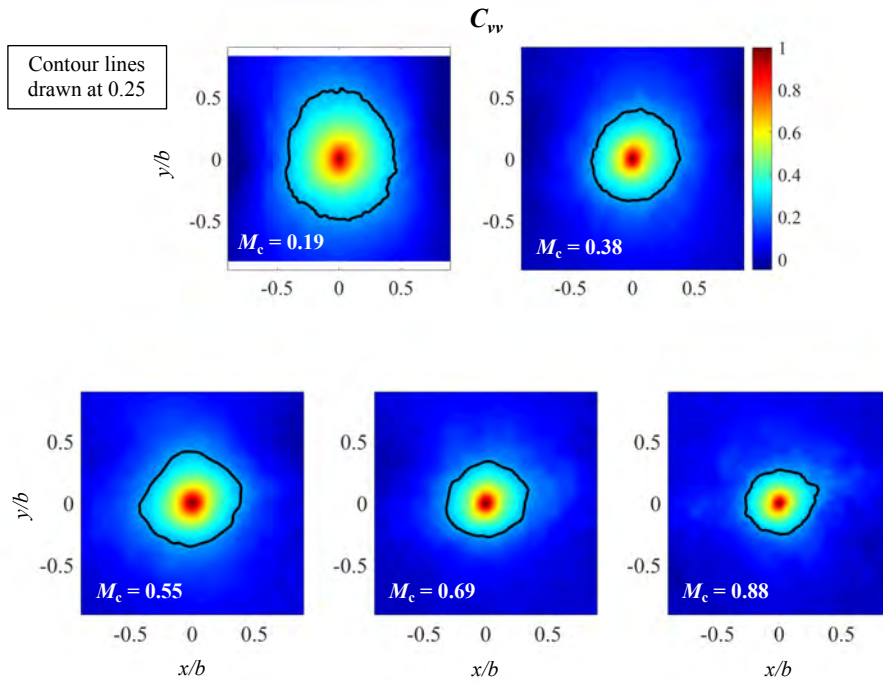 C_vv
Contour lines
drawn at 0.25
y/b
0.5
0
-0.5
M_c = 0.19
-0.5 0 0.5
0.5
0
-0.5
M_c = 0.38
-0.5 0 0.5
1
0.8
0.6
0.4
0.2
0
y/b
0.5
0
-0.5
M_c = 0.55
-0.5 0 0.5
x/b
0.5
0
-0.5
M_c = 0.69
-0.5 0 0.5
x/b
0.5
0
-0.5
M_c = 0.88
-0.5 0 0.5
x/b